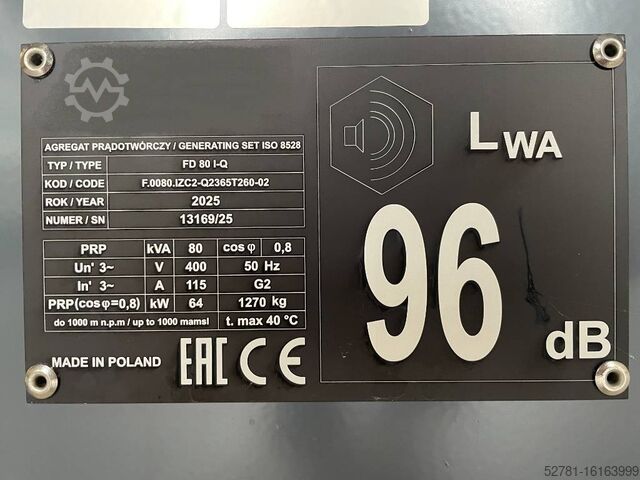 AGREGAT PRĄDOTWÓRCZY / GENERATING SET ISO 8528
TYP / TYPE FD 80 I-Q
KOD / CODE F.0080.IZC2-Q2365T260-02
ROK / YEAR 2025
NUMER / SN 13169/25
PRP kVA 80 cos φ 0,8
Un' 3~ V 400 50 Hz
In' 3~ A 115 G2
PRP(cosφ=0,8) kW 64 1270 kg
do 1000 m n.p.m / up to 1000 mamsl t. max 40 °C
MADE IN POLAND EAC CE
LWA
96
dB
52781-16163999